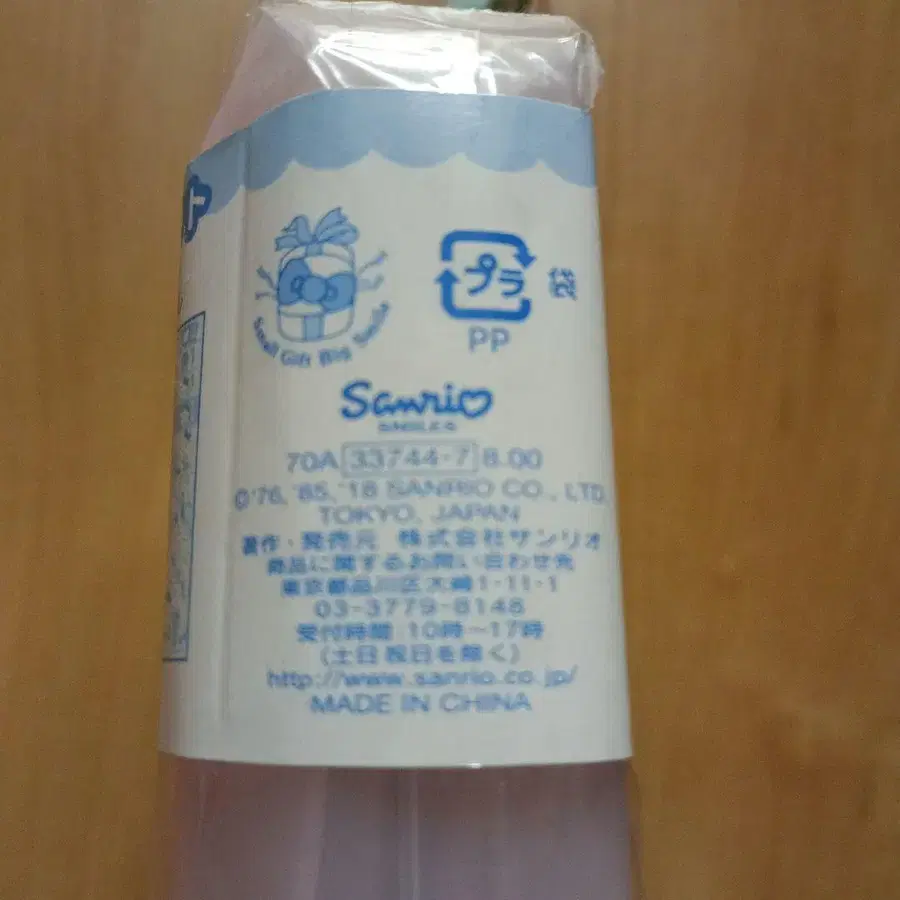 ト
Small Gift Big Smile
プラ 袋
PP
Sanrio
70A 33744-7 8.00
©'76, '85, '18 SANRIO CO., LTD.
TOKYO, JAPAN
著作・発売元 株式会社サンリオ
商品に関するお問い合わせ先
東京都品川区大崎1-11-1
03-3779-8148
受付時間 10時〜17時
(土日祝日を除く)
http://www.sanrio.co.jp/
MADE IN CHINA